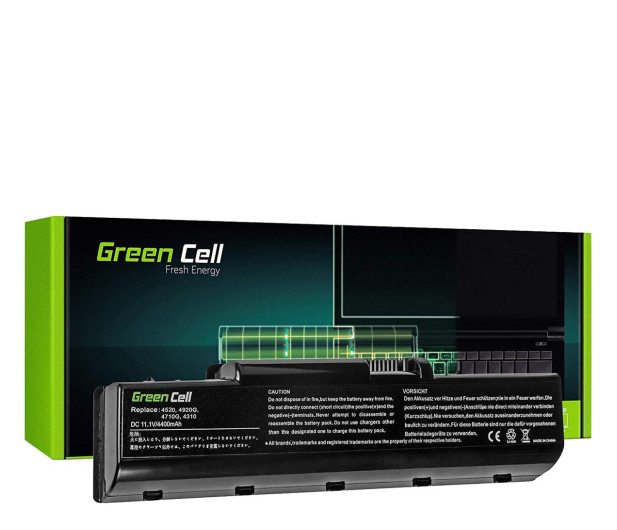 Green Cell
Fresh Energy
Green Cell
Replace: 4520, 4920G,
4710G, 4310
DC 11.1V/4400mAh
CAUTION
Do not dispose of in fire,but keep the battery away from fire.
Do not directly connect (short circuit)the positive(+)and the
negative(-)terminals.Never attempt to disassemble or
reassemble the battery pack.Do not use chargers other
than the designated one to charge this battery pack.
VORSICHT
Den Akkusatz vor Hitze und Feuer schützen;nie in ein Feuer werfen.Die
positiven(+)und negativen(-)Anschlüße nie direct miteinander verbinden
(Kurzschlug).Nie versuchen,den Akkusatz auseinanderzunehmen oder
baulich zu verändern.Für diese Batterie sind nur die dafür vorgesehenen
Batterieladegeräte zu verwenden.
All brands,trademarks and registered trademarks are the property of their respective holders.
CE
MADE IN CHINA